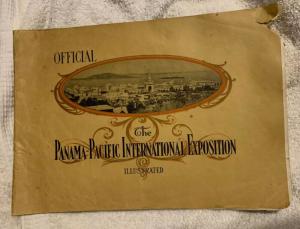 OFFICIAL
The
PANAMA-PACIFIC INTERNATIONAL EXPOSITION
ILLUSTRATED